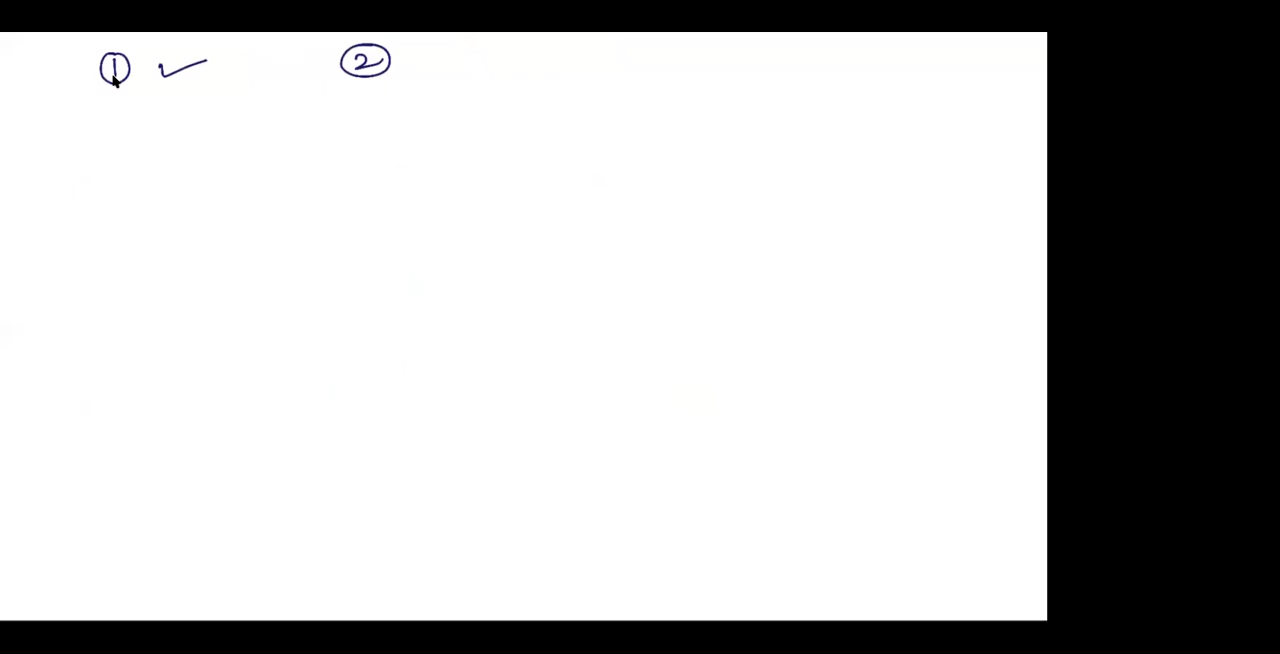 ① ✓ ②